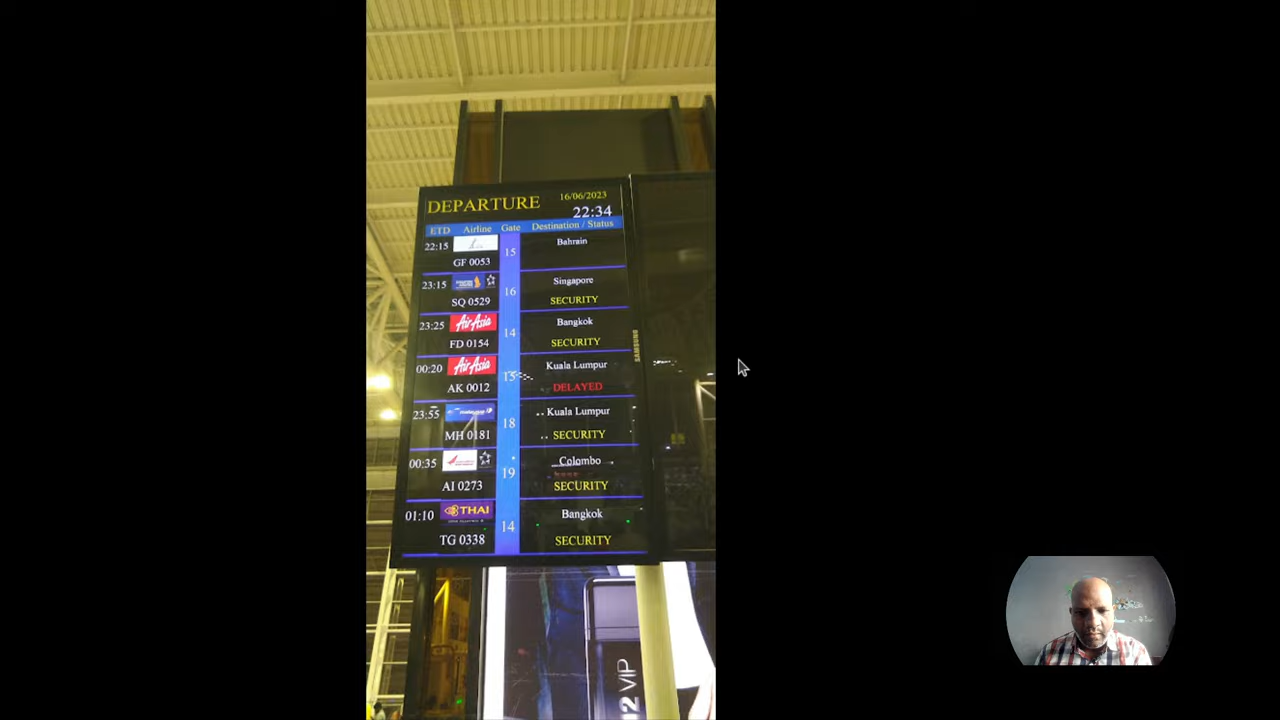 DEPARTURE 16/06/2023
22:34
ETD Airline Gate Destination / Status
22:15 15 Bahrain
GF 0053
23:15 16 Singapore
SQ 0529 SECURITY
23:25 AirAsia 14 Bangkok
FD 0154 SECURITY
00:20 AirAsia 15 Kuala Lumpur
AK 0012 DELAYED
23:55 18 Kuala Lumpur
MH 0181 SECURITY
00:35 19 Colombo
AI 0273 SECURITY
01:10 THAI 14 Bangkok
TG 0338 SECURITY
SAMSUNG
12 VIP